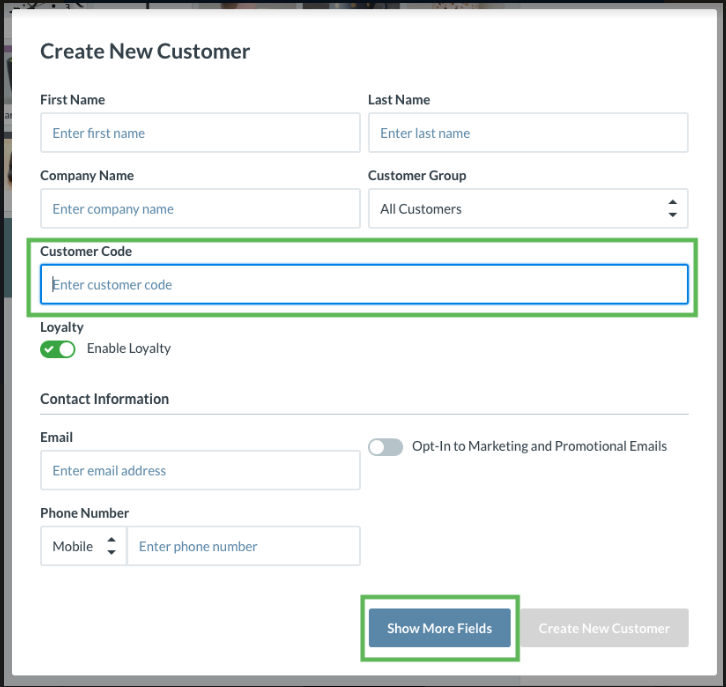 Create New Customer
First Name
Last Name
Enter first name
Enter last name
Company Name
Customer Group
Enter company name
All Customers
Customer Code
Enter customer code
Loyalty
Enable Loyalty
Contact Information
Email
Opt-In to Marketing and Promotional Emails
Enter email address
Phone Number
Mobile
Enter phone number
Show More Fields
Create New Customer